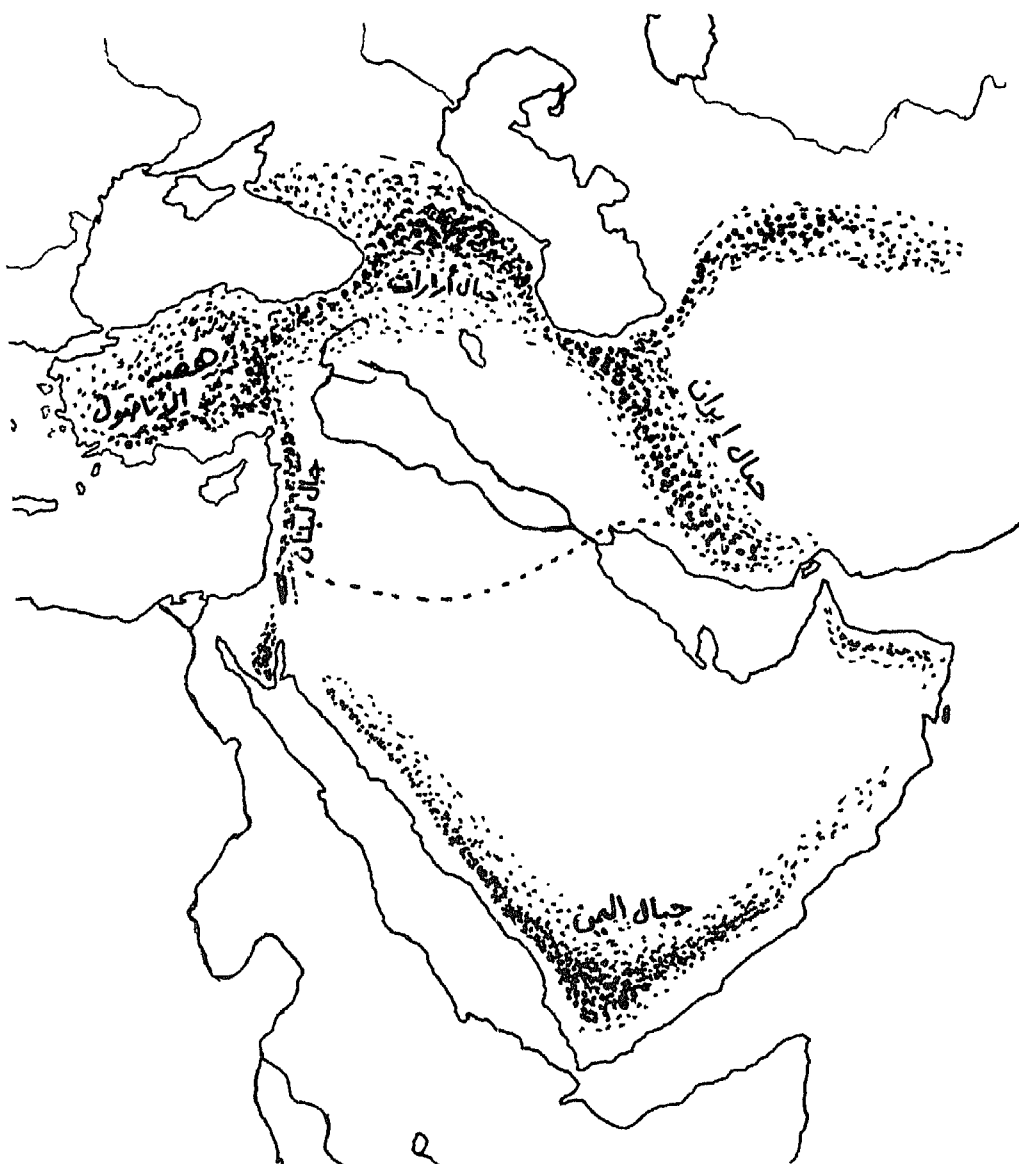 جبال أرارات
هضبة
الأناضول
جبال إيران
جبال لبنان
جبال اليمن